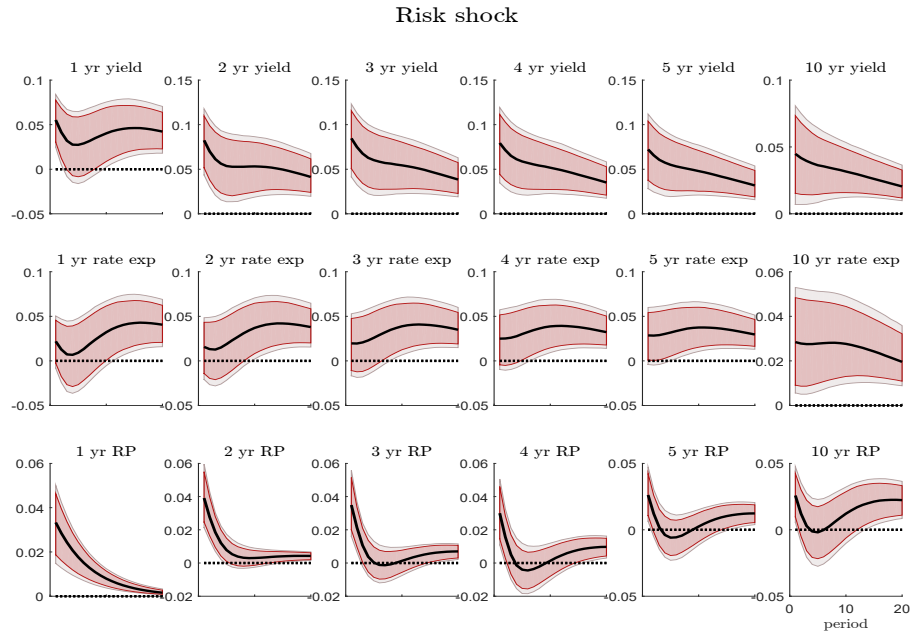 Risk shock
1 yr yield 2 yr yield 3 yr yield 4 yr yield 5 yr yield 10 yr yield
0.1 0.15 0.15 0.15 0.15 0.1
0.05 0.1 0.1 0.1 0.1
0 0.05 0.05 0.05 0.05 0.05
-0.05 0 0 0 0 0
1 yr rate exp 2 yr rate exp 3 yr rate exp 4 yr rate exp 5 yr rate exp 10 yr rate exp
0.1 0.1 0.1 0.1 0.1 0.06
0.05 0.05 0.05 0.05 0.05 0.04
0 0 0 0 0 0.02
-0.05 -0.05 -0.05 -0.05 -0.05 0
1 yr RP 2 yr RP 3 yr RP 4 yr RP 5 yr RP 10 yr RP
0.06 0.06 0.06 0.06 0.05 0.05
0.04 0.04 0.04 0.04
0.02 0.02 0.02 0.02 0 0
0 0 0 0
-0.02 -0.02 -0.02 -0.05 -0.05
0 10 20
period